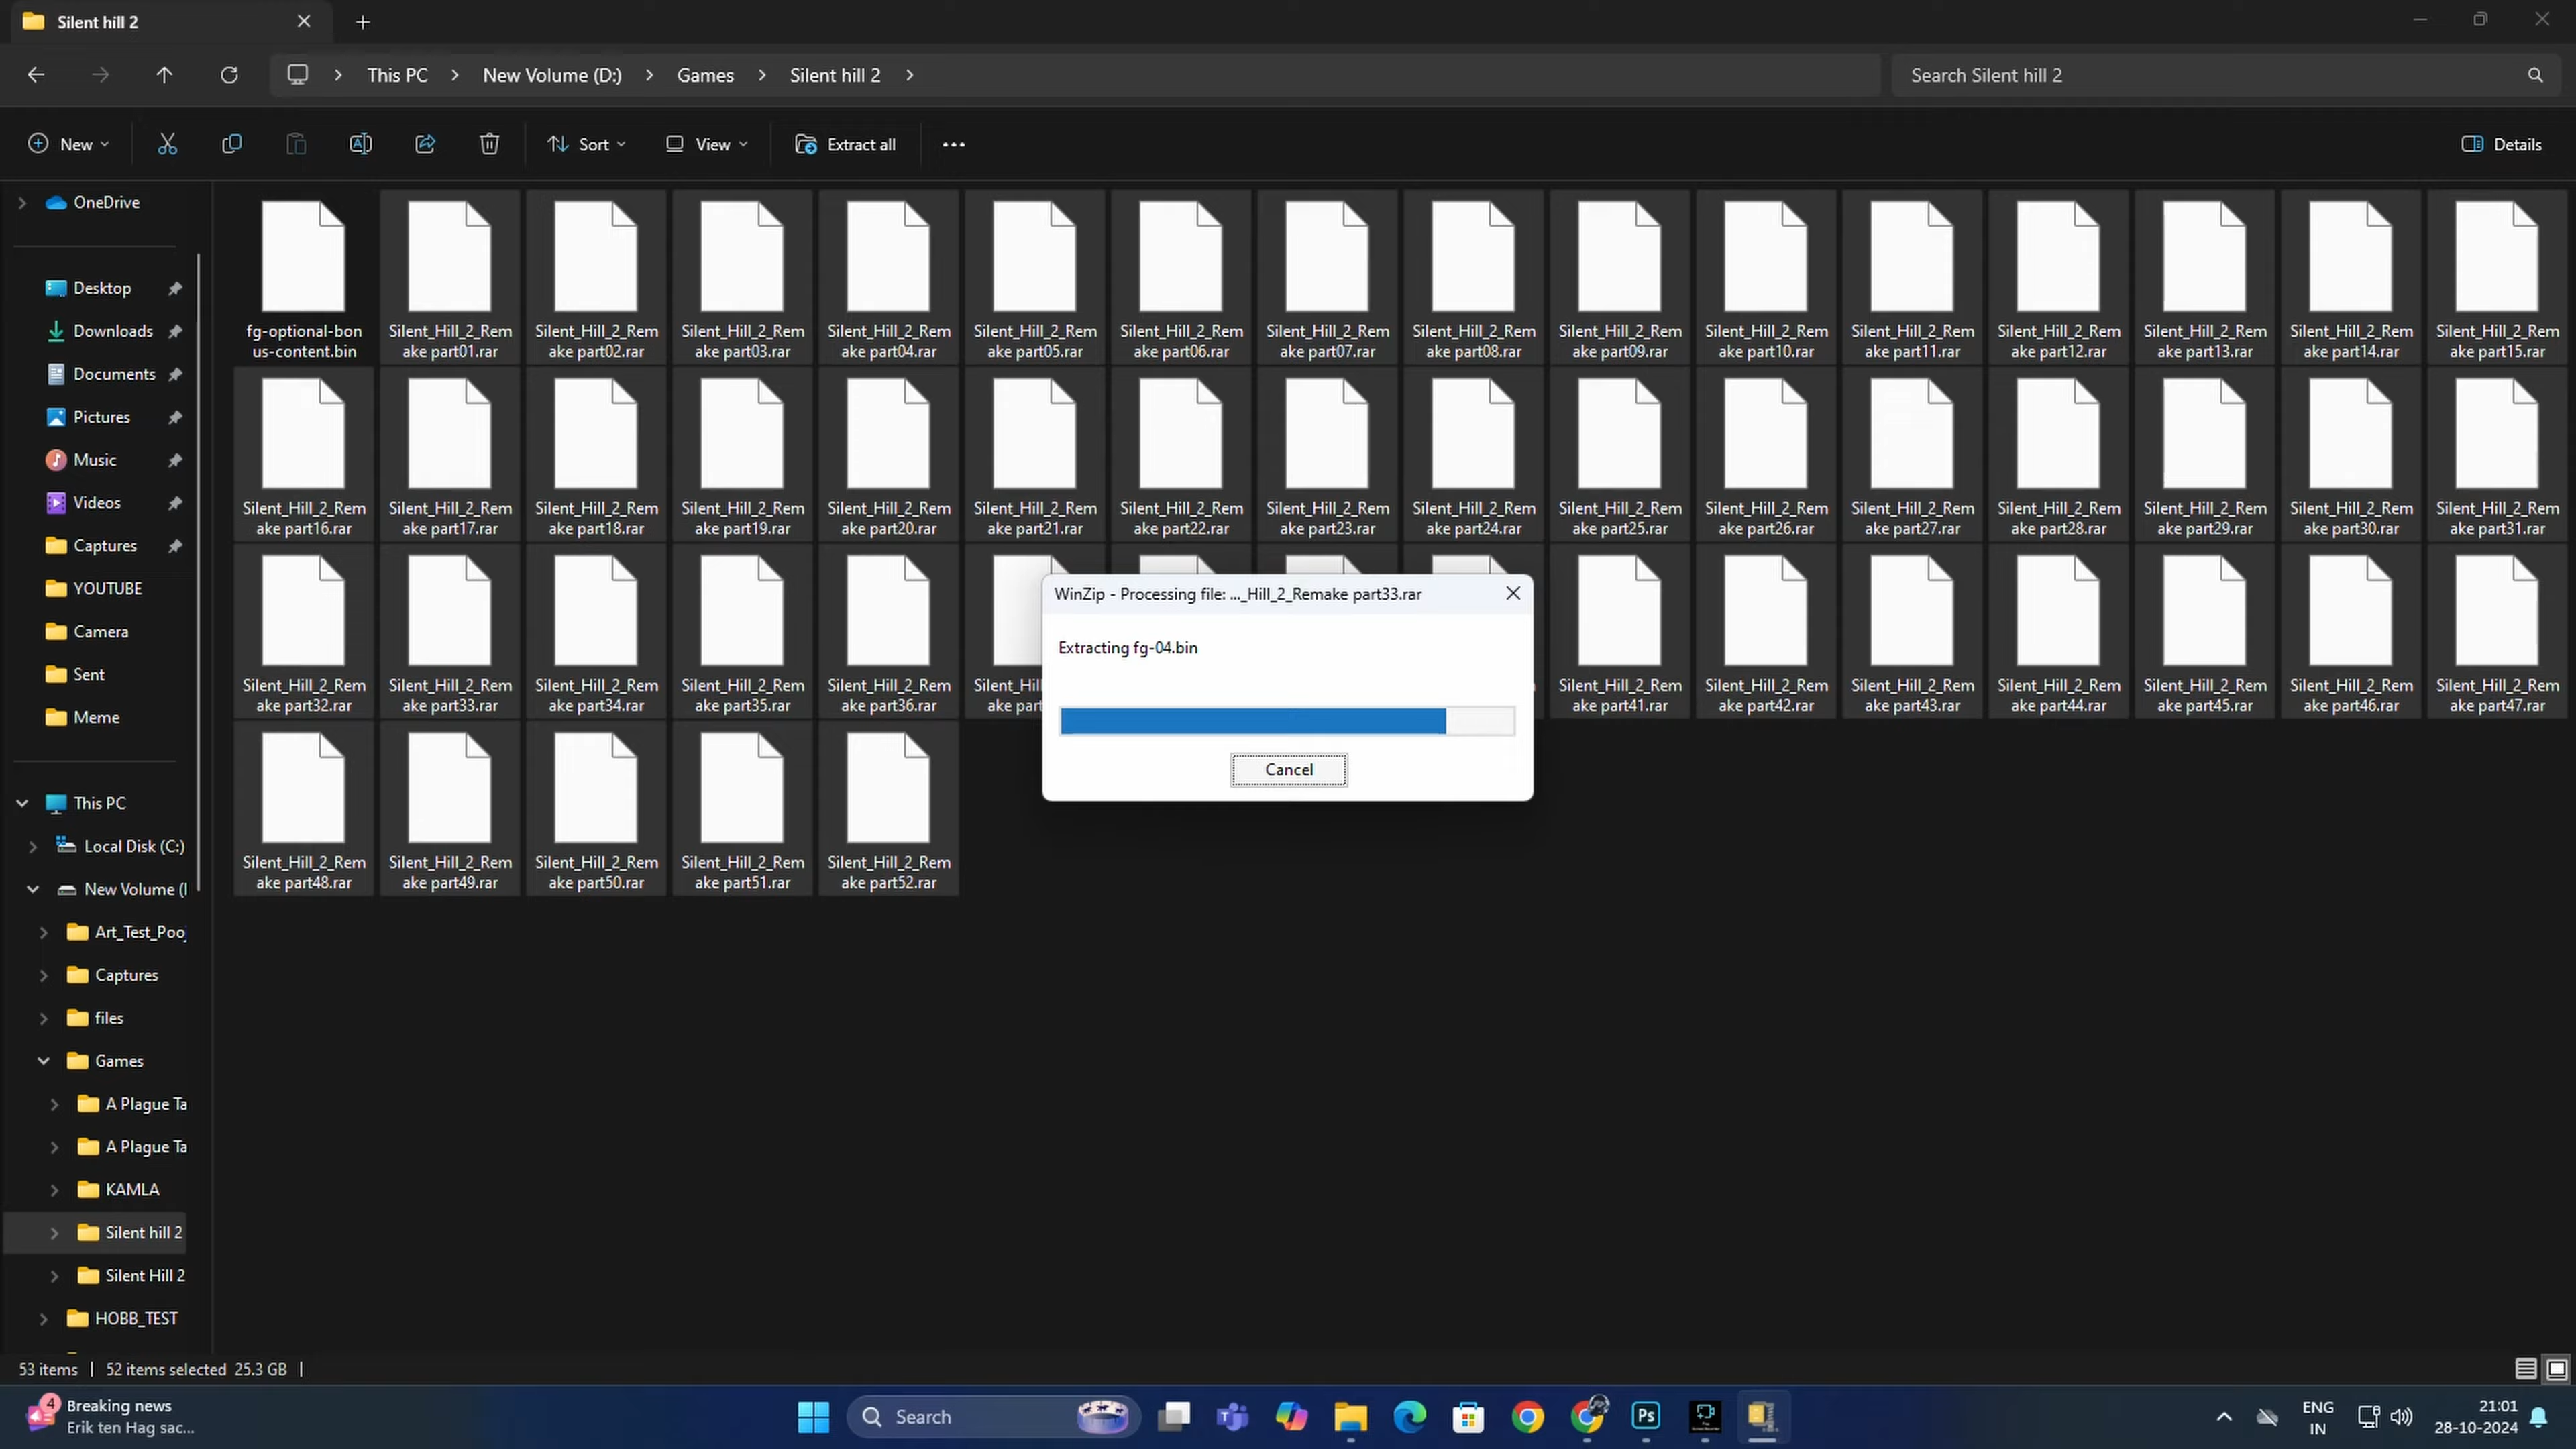 Silent hill 2
This PC
New Volume (D:)
Games
Silent hill 2
Search Silent hill 2
New
Sort
View
Extract all
Details
OneDrive
Desktop
Downloads
Documents
Pictures
Music
Videos
Captures
YOUTUBE
Camera
Sent
Meme
This PC
Local Disk (C:)
New Volume (
Art_Test_Pooj
Captures
files
Games
A Plague Ta
A Plague Ta
KAMLA
Silent hill 2
Silent Hill 2
HOBB_TEST
fg-optional-bon
us-content.bin
Silent_Hill_2_Rem
ake part01.rar
Silent_Hill_2_Rem
ake part02.rar
Silent_Hill_2_Rem
ake part03.rar
Silent_Hill_2_Rem
ake part04.rar
Silent_Hill_2_Rem
ake part05.rar
Silent_Hill_2_Rem
ake part06.rar
Silent_Hill_2_Rem
ake part07.rar
Silent_Hill_2_Rem
ake part08.rar
Silent_Hill_2_Rem
ake part09.rar
Silent_Hill_2_Rem
ake part10.rar
Silent_Hill_2_Rem
ake part11.rar
Silent_Hill_2_Rem
ake part12.rar
Silent_Hill_2_Rem
ake part13.rar
Silent_Hill_2_Rem
ake part14.rar
Silent_Hill_2_Rem
ake part15.rar
Silent_Hill_2_Rem
ake part16.rar
Silent_Hill_2_Rem
ake part17.rar
Silent_Hill_2_Rem
ake part18.rar
Silent_Hill_2_Rem
ake part19.rar
Silent_Hill_2_Rem
ake part20.rar
Silent_Hill_2_Rem
ake part21.rar
Silent_Hill_2_Rem
ake part22.rar
Silent_Hill_2_Rem
ake part23.rar
Silent_Hill_2_Rem
ake part24.rar
Silent_Hill_2_Rem
ake part25.rar
Silent_Hill_2_Rem
ake part26.rar
Silent_Hill_2_Rem
ake part27.rar
Silent_Hill_2_Rem
ake part28.rar
Silent_Hill_2_Rem
ake part29.rar
Silent_Hill_2_Rem
ake part30.rar
Silent_Hill_2_Rem
ake part31.rar
Silent_Hill_2_Rem
ake part32.rar
Silent_Hill_2_Rem
ake part33.rar
Silent_Hill_2_Rem
ake part34.rar
Silent_Hill_2_Rem
ake part35.rar
Silent_Hill_2_Rem
ake part36.rar
Silent_Hil
ake par
Silent_Hill_2_Rem
ake part41.rar
Silent_Hill_2_Rem
ake part42.rar
Silent_Hill_2_Rem
ake part43.rar
Silent_Hill_2_Rem
ake part44.rar
Silent_Hill_2_Rem
ake part45.rar
Silent_Hill_2_Rem
ake part46.rar
Silent_Hill_2_Rem
ake part47.rar
Silent_Hill_2_Rem
ake part48.rar
Silent_Hill_2_Rem
ake part49.rar
Silent_Hill_2_Rem
ake part50.rar
Silent_Hill_2_Rem
ake part51.rar
Silent_Hill_2_Rem
ake part52.rar
WinZip - Processing file: ..._Hill_2_Remake part33.rar
Extracting fg-04.bin
Cancel
53 items
52 items selected 25.3 GB
4
Breaking news
Erik ten Hag sac...
Search
Ps
ENG
IN
21:01
28-10-2024